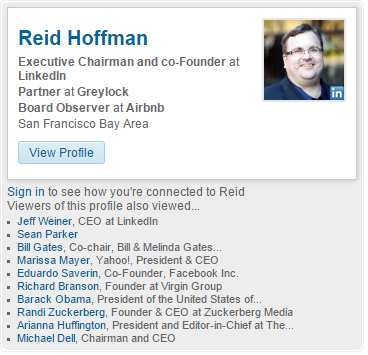 Reid Hoffman
Executive Chairman and co-Founder at
LinkedIn
Partner at Greylock
Board Observer at Airbnb
San Francisco Bay Area
View Profile
in
Sign in to see how you're connected to Reid
Viewers of this profile also viewed...
Jeff Weiner, CEO at LinkedIn
Sean Parker
Bill Gates, Co-chair, Bill & Melinda Gates...
Marissa Mayer, Yahoo!, President & CEO
Eduardo Saverin, Co-Founder, Facebook Inc.
Richard Branson, Founder at Virgin Group
Barack Obama, President of the United States of...
Randi Zuckerberg, Founder & CEO at Zuckerberg Media
Arianna Huffington, President and Editor-in-Chief at The...
Michael Dell, Chairman and CEO